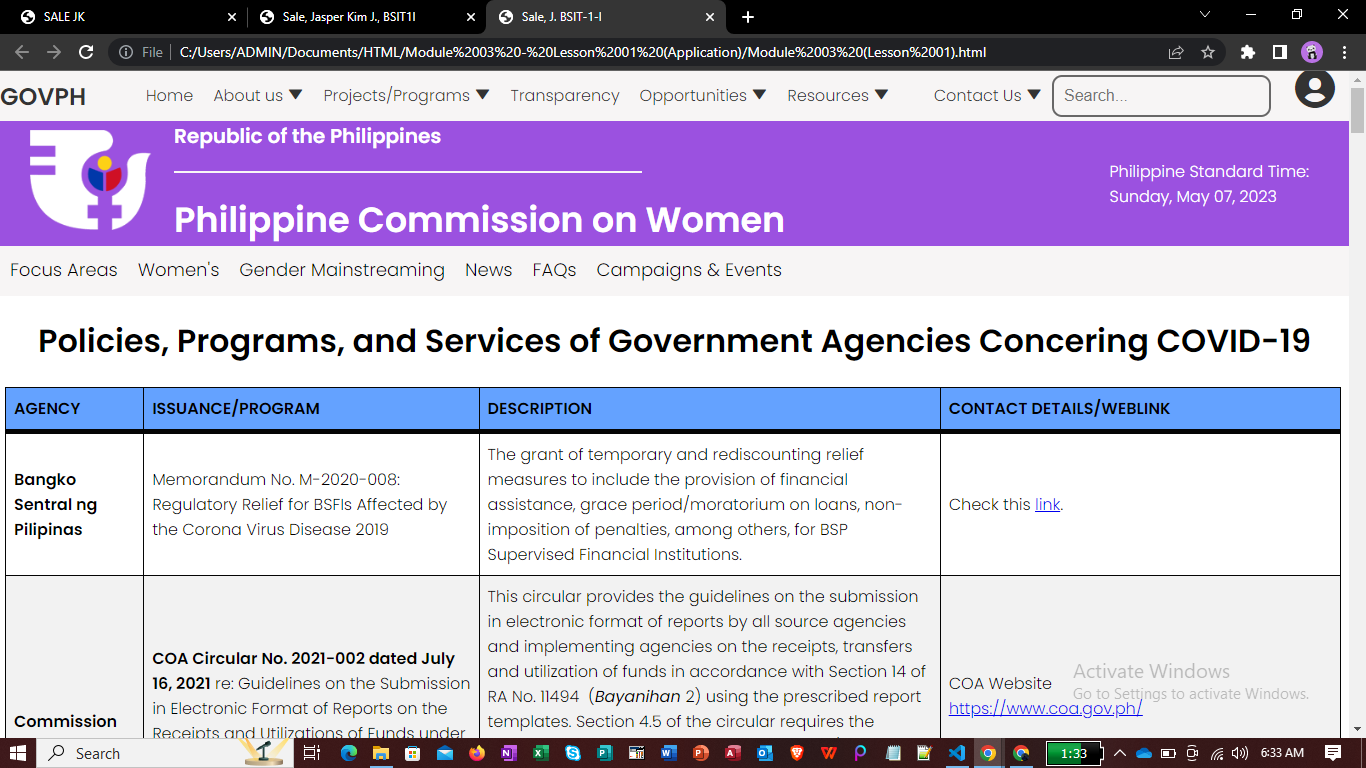 SALE JK
Sale, Jasper Kim J., BSIT1I
Sale, J. BSIT-1-I
File
C:/Users/ADMIN/Documents/HTML/Module%2003%20-%20Lesson%2001%20(Application)/Module%2003%20(Lesson%2001).html
GOVPH
Home
About us ▼
Projects/Programs ▼
Transparency
Opportunities ▼
Resources ▼
Contact Us ▼
Search...
Republic of the Philippines
Philippine Commission on Women
Philippine Standard Time:
Sunday, May 07, 2023
Focus Areas
Women's
Gender Mainstreaming
News
FAQs
Campaigns & Events
Policies, Programs, and Services of Government Agencies Concering COVID-19
AGENCY
ISSUANCE/PROGRAM
DESCRIPTION
CONTACT DETAILS/WEBLINK
Bangko
Sentral ng
Pilipinas
Memorandum No. M-2020-008:
Regulatory Relief for BSFIs Affected by
the Corona Virus Disease 2019
The grant of temporary and rediscounting relief
measures to include the provision of financial
assistance, grace period/moratorium on loans, non-
imposition of penalties, among others, for BSP
Supervised Financial Institutions.
Check this link.
Commission
COA Circular No. 2021-002 dated July
16, 2021 re: Guidelines on the Submission
in Electronic Format of Reports on the
Receipts and Utilizations of Funds under
This circular provides the guidelines on the submission
in electronic format of reports by all source agencies
and implementing agencies on the receipts, transfers
and utilization of funds in accordance with Section 14 of
RA No. 11494 (Bayanihan 2) using the prescribed report
templates. Section 4.5 of the circular requires the
COA Website
https://www.coa.gov.ph/
Activate Windows
Go to Settings to activate Windows.
Search
1:33
6:33 AM